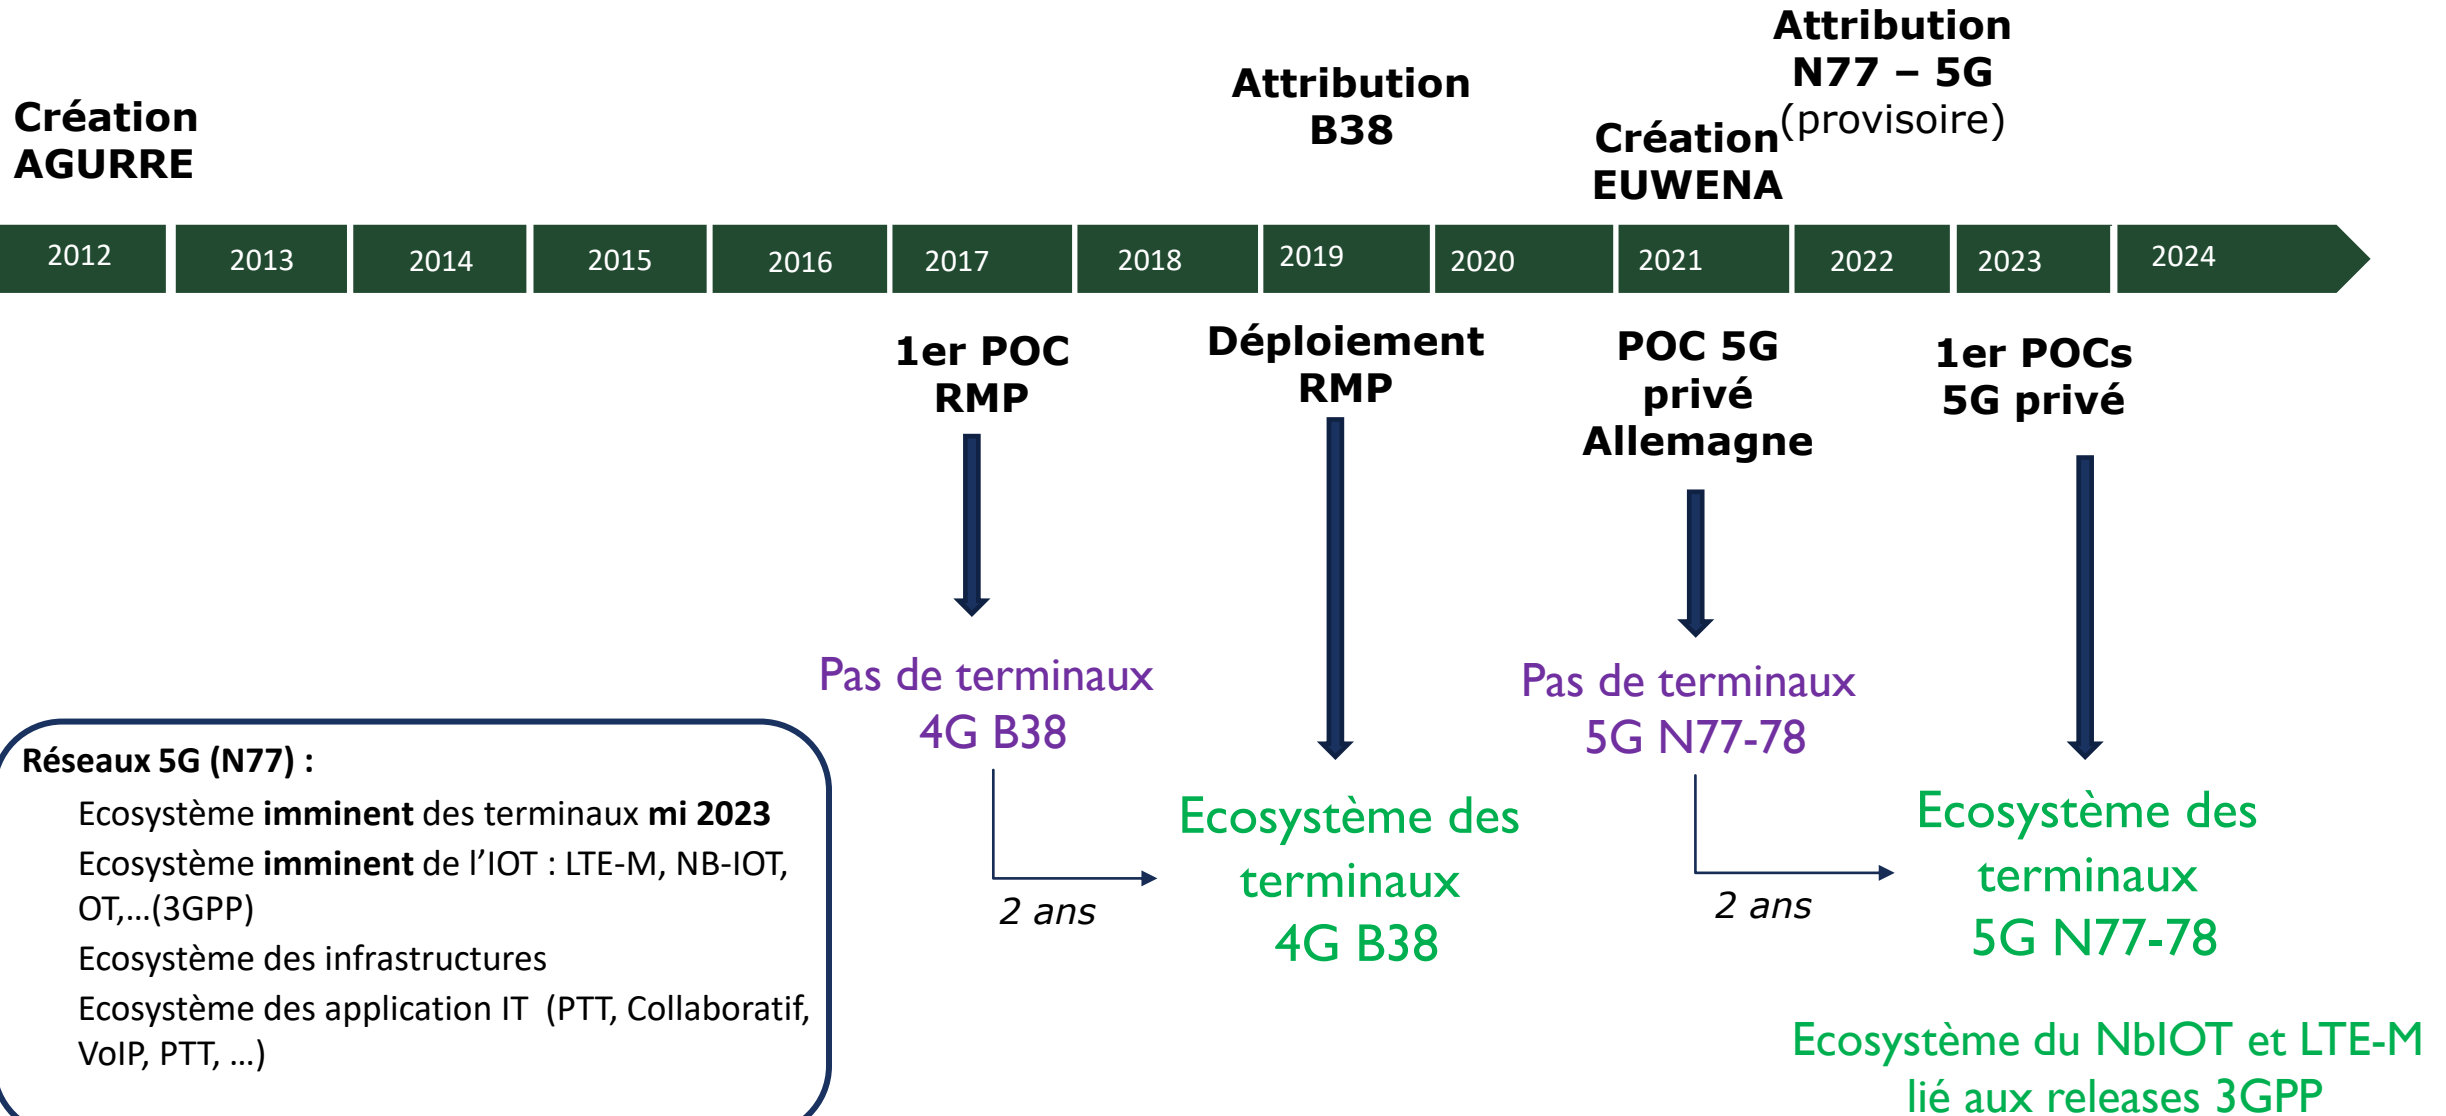 Création
AGURRE
Attribution
B38
Création
EUWENA
Attribution
N77 – 5G
(provisoire)
2012
2013
2014
2015
2016
2017
2018
2019
2020
2021
2022
2023
2024
1er POC
RMP
Déploiement
RMP
POC 5G
privé
Allemagne
1er POCs
5G privé
Pas de terminaux
4G B38
2 ans
Ecosystème des
terminaux
4G B38
Pas de terminaux
5G N77-78
2 ans
Ecosystème des
terminaux
5G N77-78
Ecosystème du NbIOT et LTE-M
lié aux releases 3GPP
Réseaux 5G (N77) :
Ecosystème imminent des terminaux mi 2023
Ecosystème imminent de l’IOT : LTE-M, NB-IOT,
OT,…(3GPP)
Ecosystème des infrastructures
Ecosystème des application IT (PTT, Collaboratif,
VoIP, PTT, …)